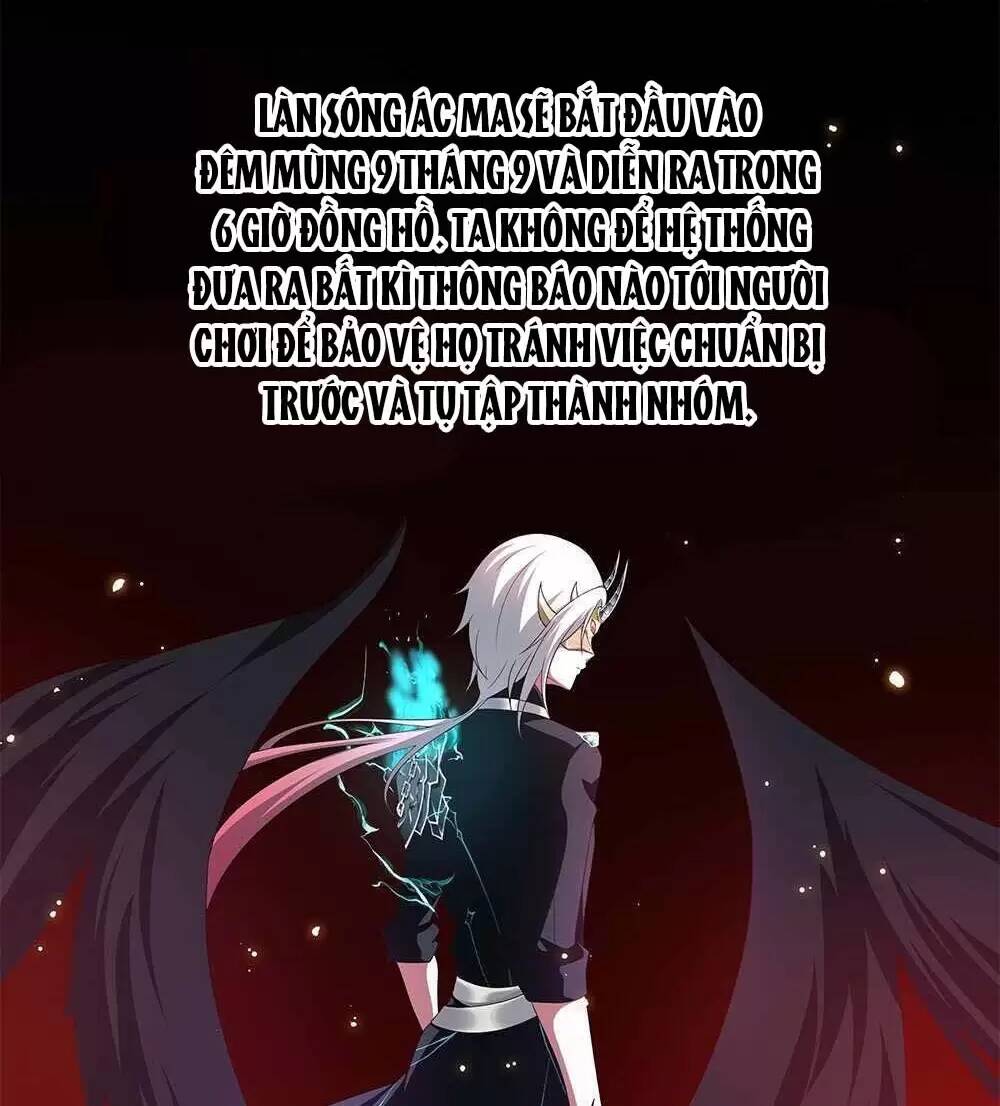 LÀN SÓNG ÁC MA SẼ BẮT ĐẦU VÀO
ĐÊM MÙNG 9 THÁNG 9 VÀ DIỄN RA TRONG
6 GIỜ ĐỒNG HỒ. TA KHÔNG ĐỂ HỆ THỐNG
ĐƯA RA BẤT KÌ THÔNG BÁO NÀO TỚI NGƯỜI
CHƠI ĐỂ BẢO VỆ HỌ TRÁNH VIỆC CHUẨN BỊ
TRƯỚC VÀ TỤ TẬP THÀNH NHÓM.